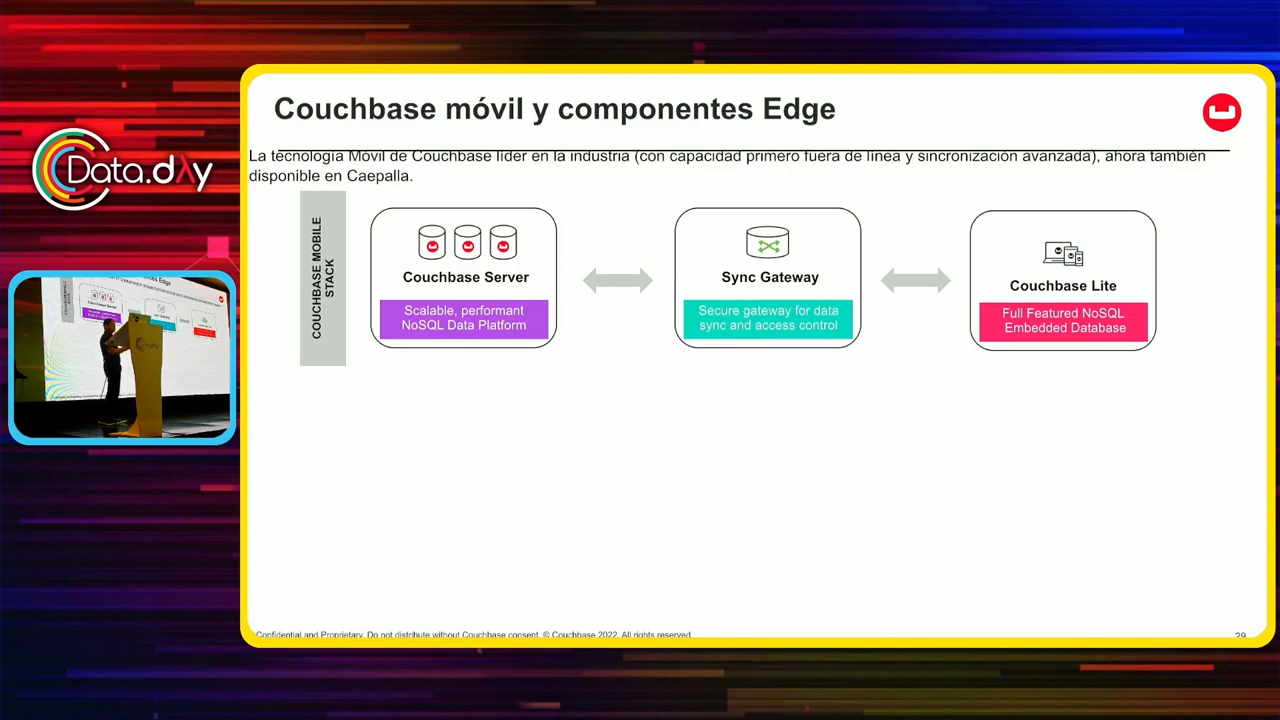 Couchbase móvil y componentes Edge
La tecnología Móvil de Couchbase líder en la industria (con capacidad primero fuera de línea y sincronización avanzada), ahora también
disponible en Caepalla.
Data.dΛy
COUCHBASE MOBILE
STACK
Couchbase Server
Scalable, performant
NoSQL Data Platform
Sync Gateway
Secure gateway for data
sync and access control
Couchbase Lite
Full Featured NoSQL
Embedded Database
Confidential and Proprietary. Do not distribute without Couchbase consent. © Couchbase 2022. All rights reserved.
29